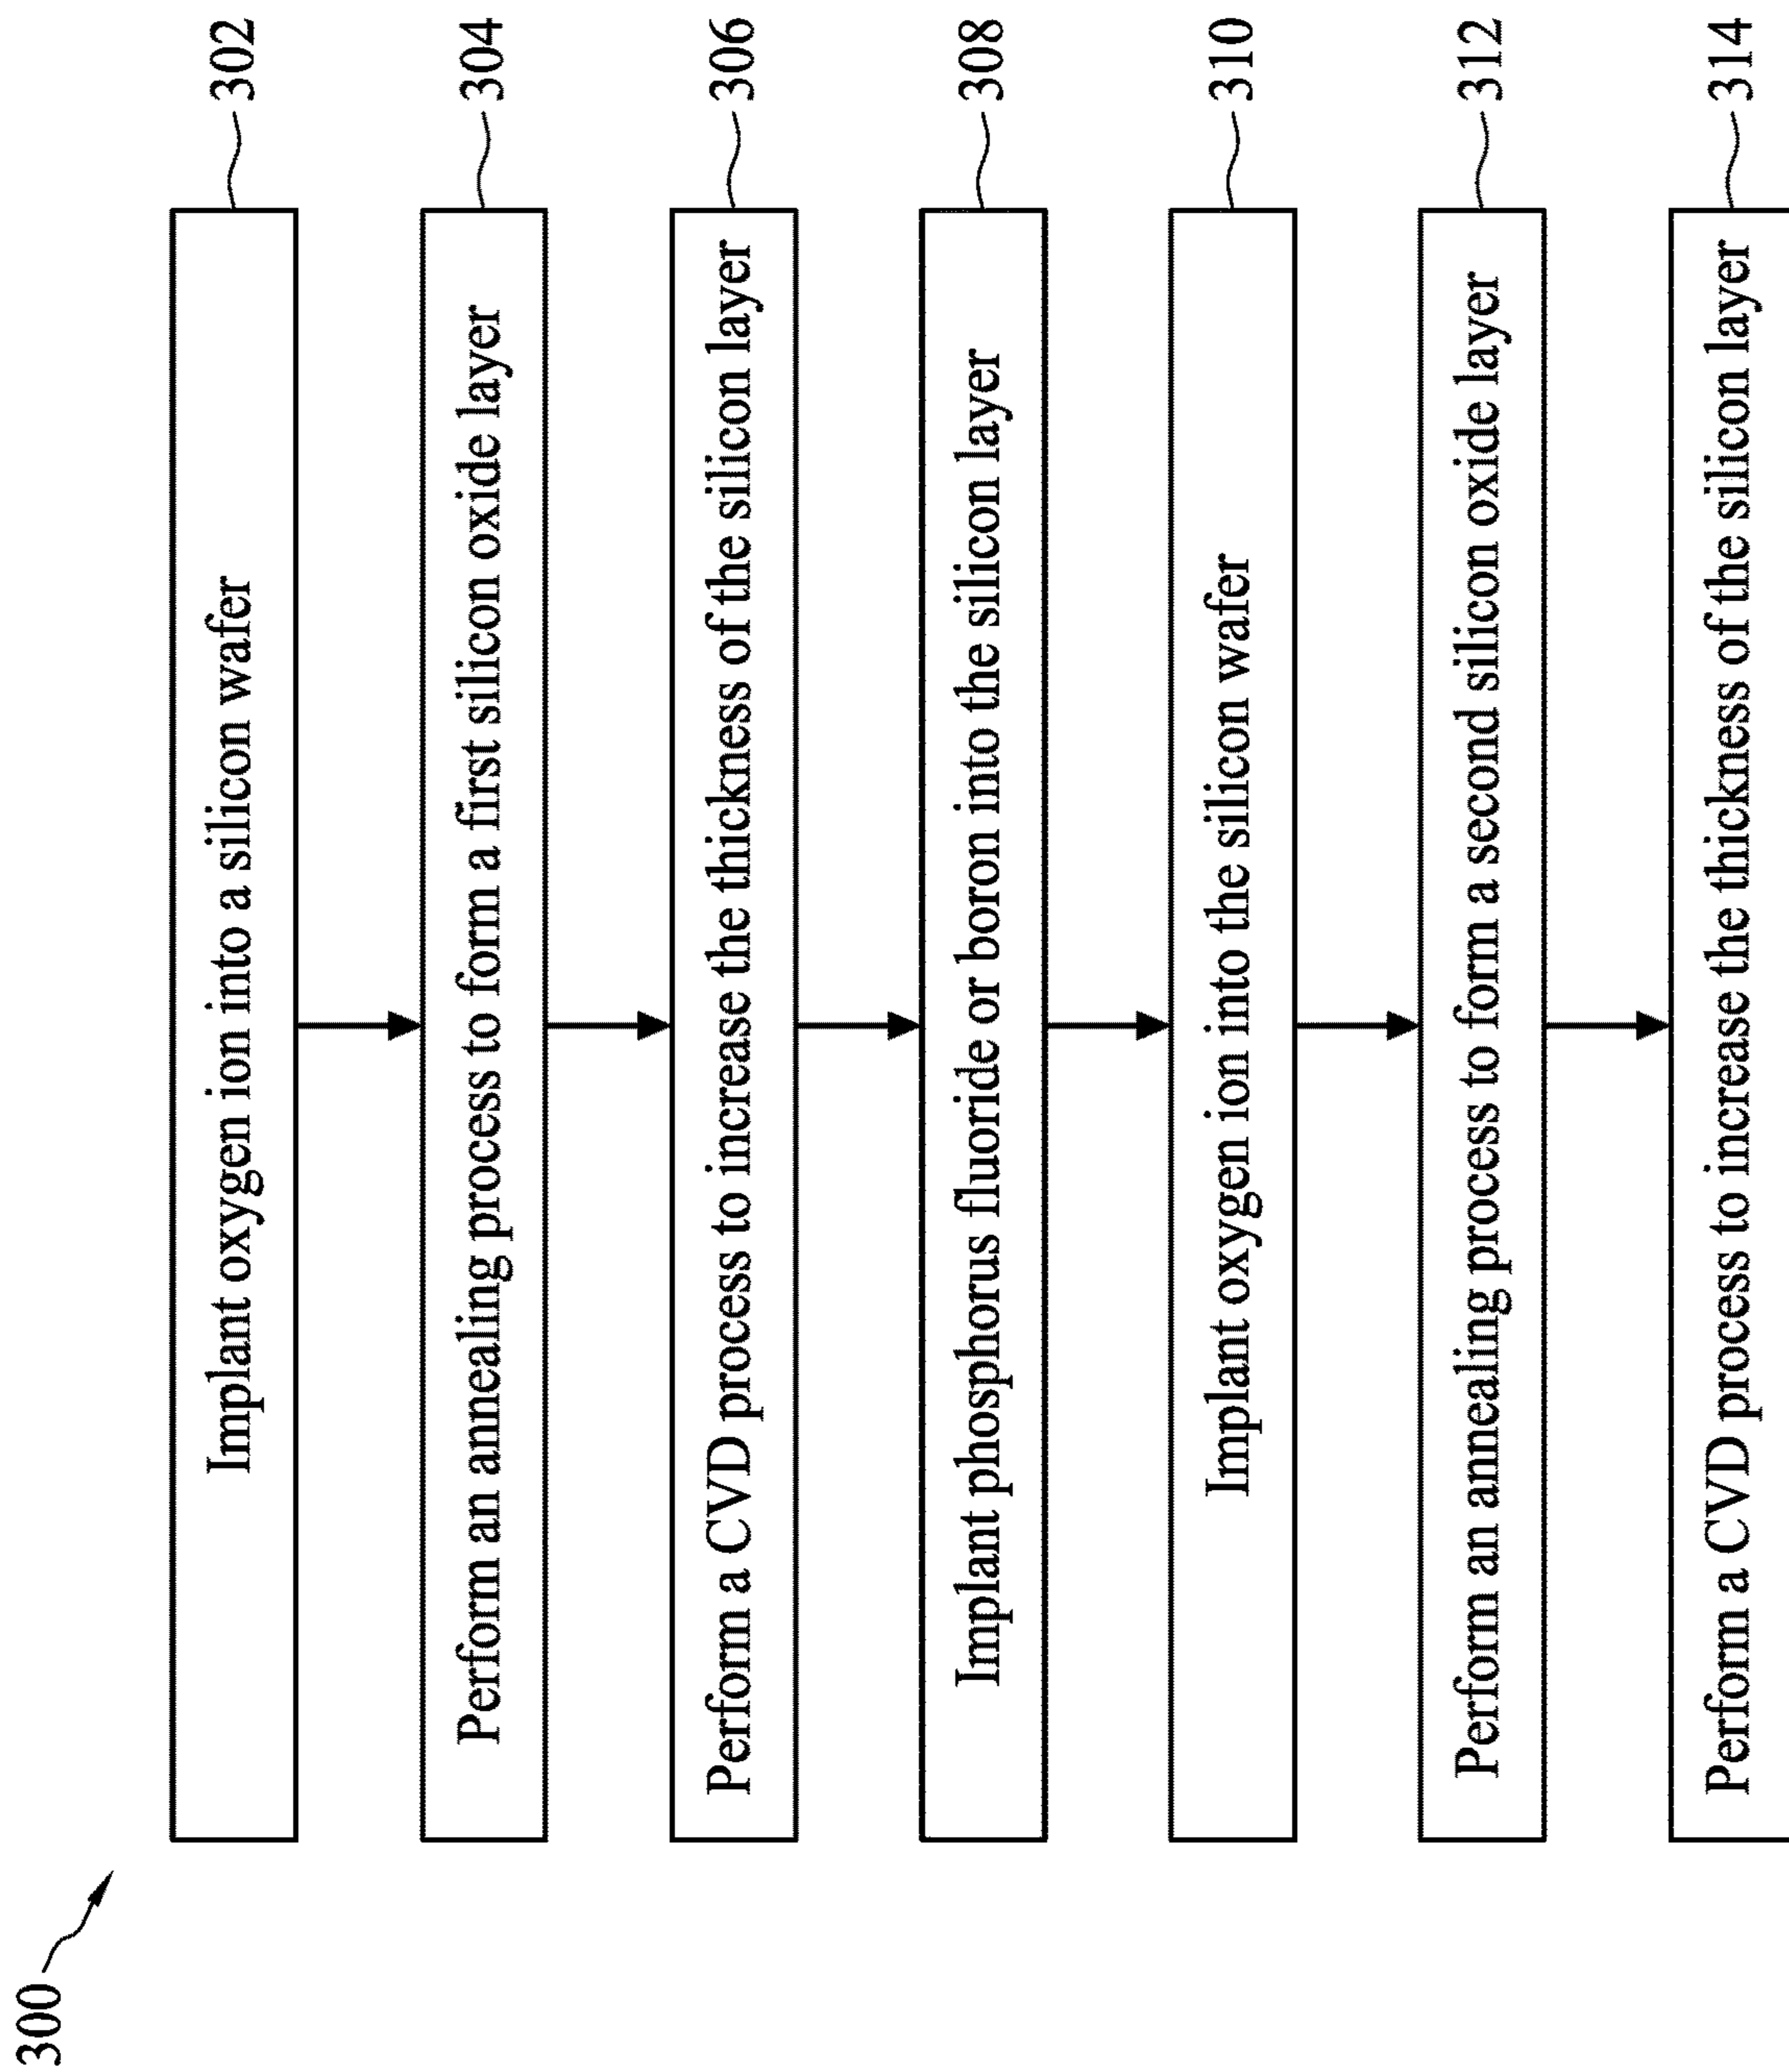 300
Implant oxygen ion into a silicon wafer
302
Perform an annealing process to form a first silicon oxide layer
304
Perform a CVD process to increase the thickness of the silicon layer
306
Implant phosphorus fluoride or boron into the silicon layer
308
Implant oxygen ion into the silicon wafer
310
Perform an annealing process to form a second silicon oxide layer
312
Perform a CVD process to increase the thickness of the silicon layer
314